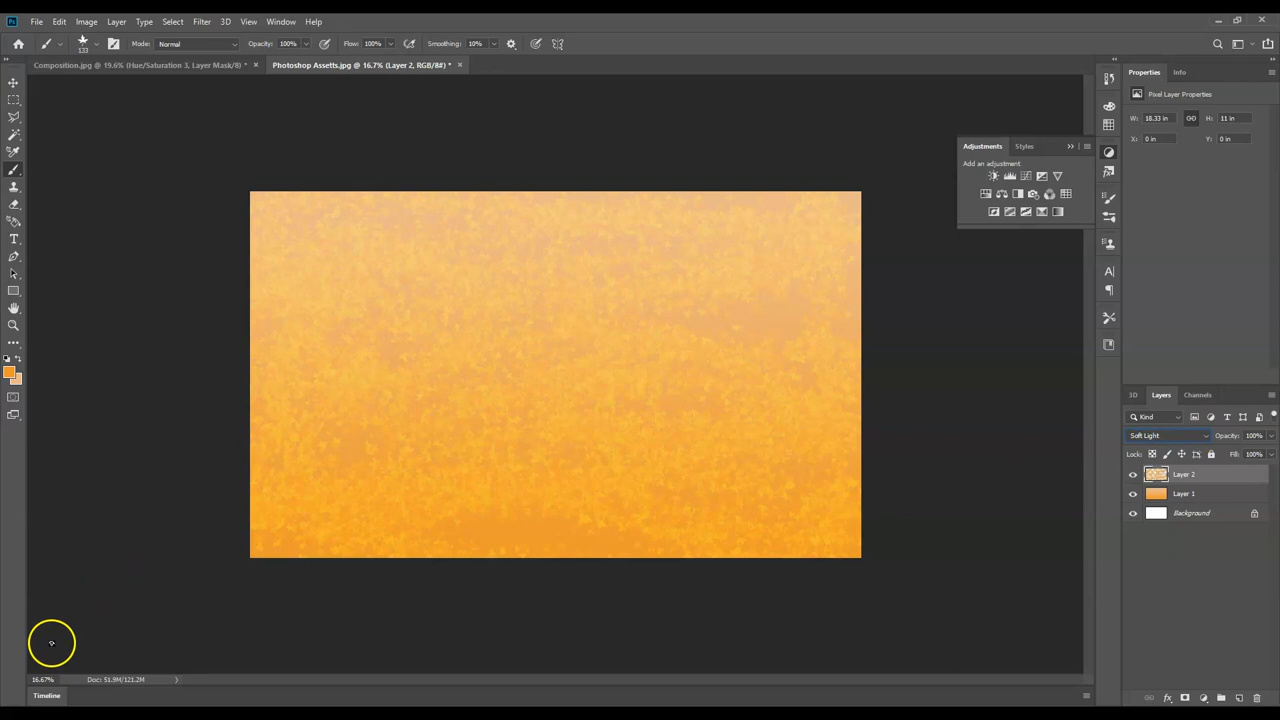 File Edit Image Layer Type Select Filter 3D View Window Help
133 Mode: Normal Opacity: 100% Flow: 100% Smoothing: 10%
Composition.jpg @ 19.6% (Hue/Saturation 3, Layer Mask/8) * Photoshop Assetts.jpg @ 16.7% (Layer 2, RGB/8#) *
Properties Info
Pixel Layer Properties
W: 18.33 in H: 11 in
X: 0 in Y: 0 in
Adjustments Styles
Add an adjustment
3D Layers Channels
Kind
Soft Light Opacity: 100%
Lock: Fill: 100%
Layer 2
Layer 1
Background
16.67% Doc: 51.9M/121.2M
Timeline